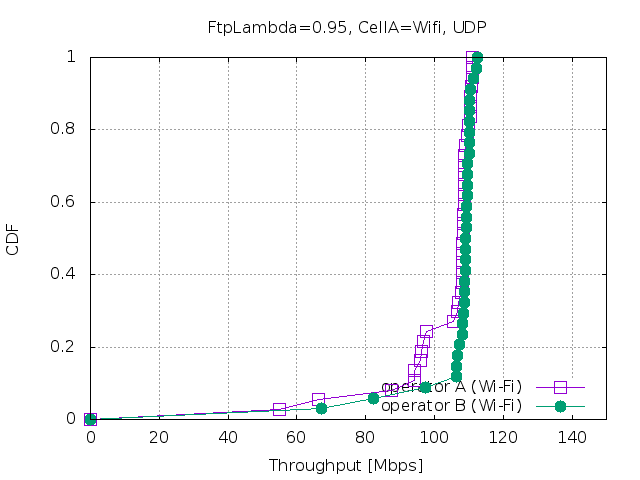 FtpLambda=0.95, CellA=Wifi, UDP
1
0.8
0.6
0.4
0.2
0
CDF
operator A (Wi-Fi)
operator B (Wi-Fi)
0 20 40 60 80 100 120 140
Throughput [Mbps]